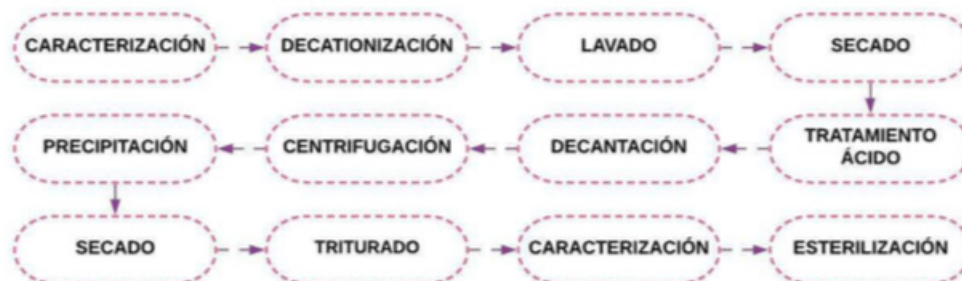 CARACTERIZACIÓN
DECATIONIZACIÓN
LAVADO
SECADO
TRATAMIENTO
ÁCIDO
DECANTACIÓN
CENTRIFUGACIÓN
PRECIPITACIÓN
SECADO
TRITURADO
CARACTERIZACIÓN
ESTERILIZACIÓN